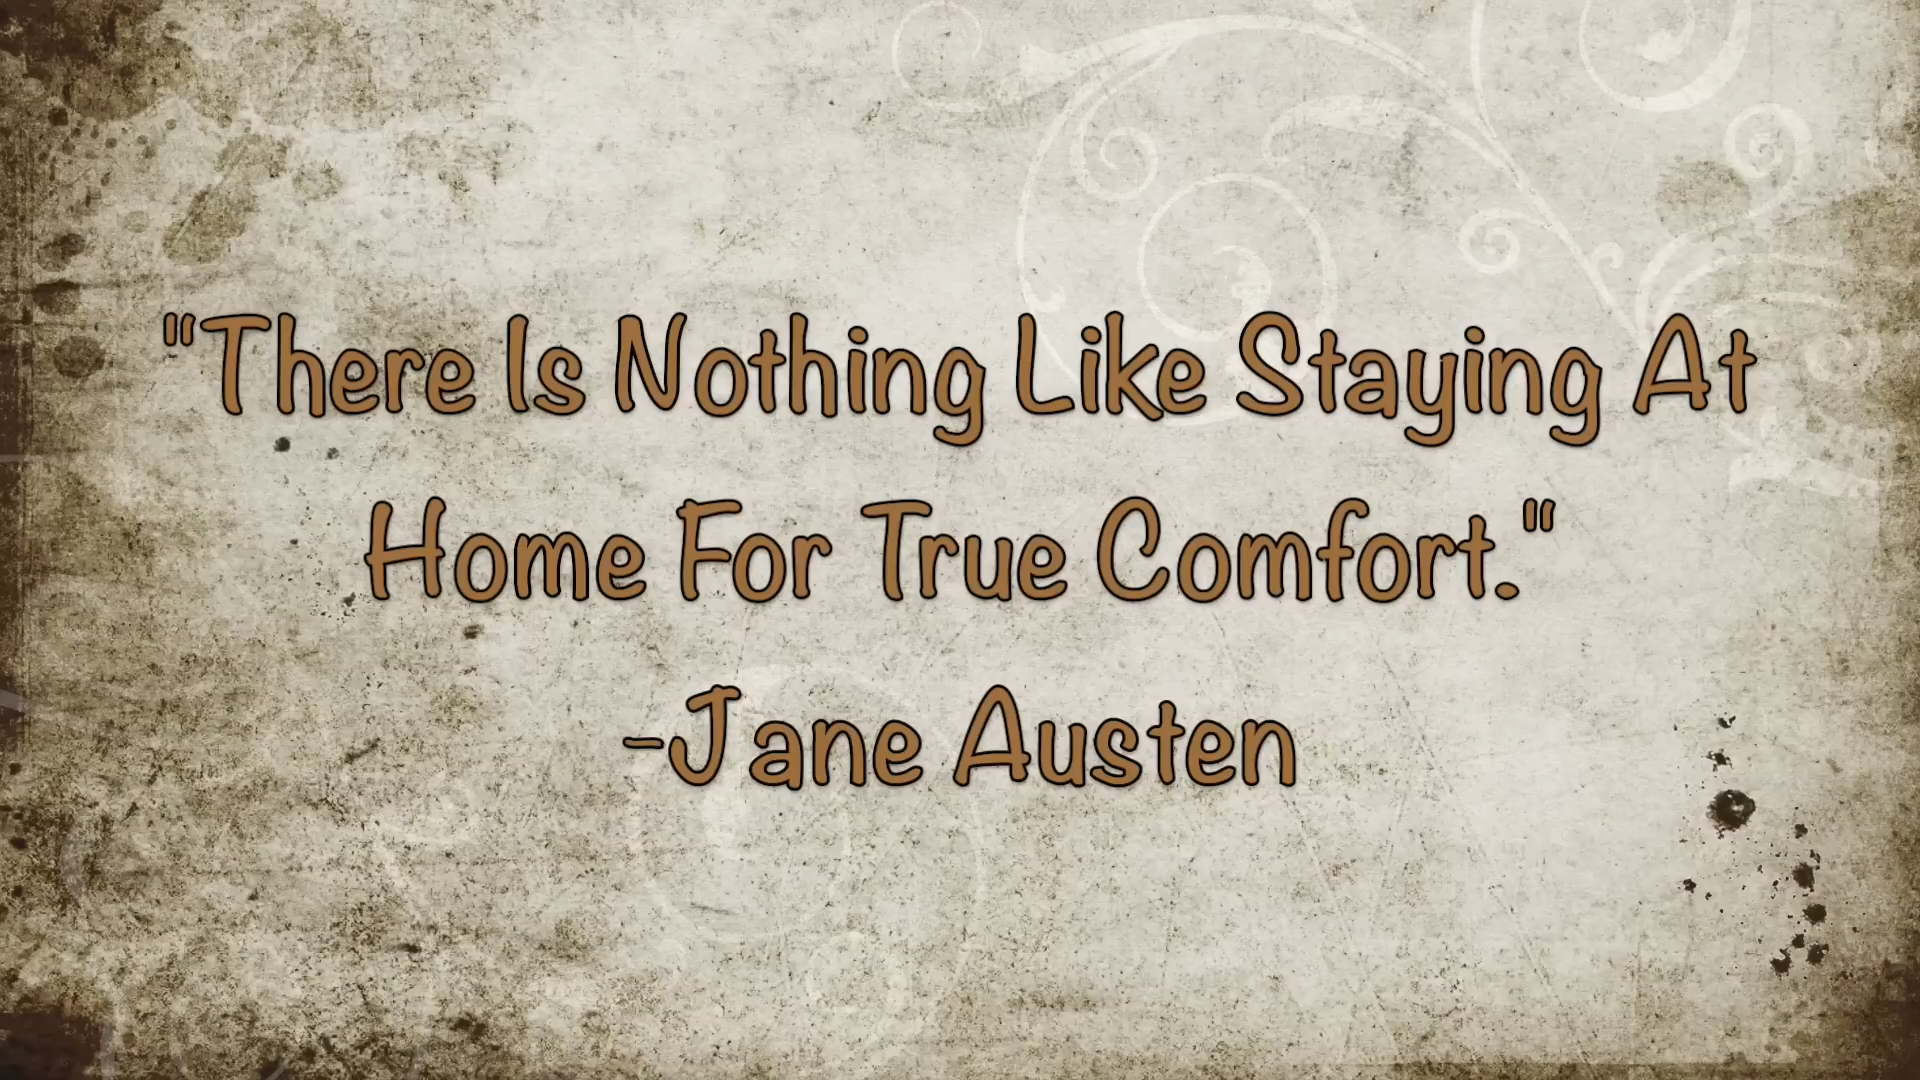 "There Is Nothing Like Staying At
Home For True Comfort."
-Jane Austen